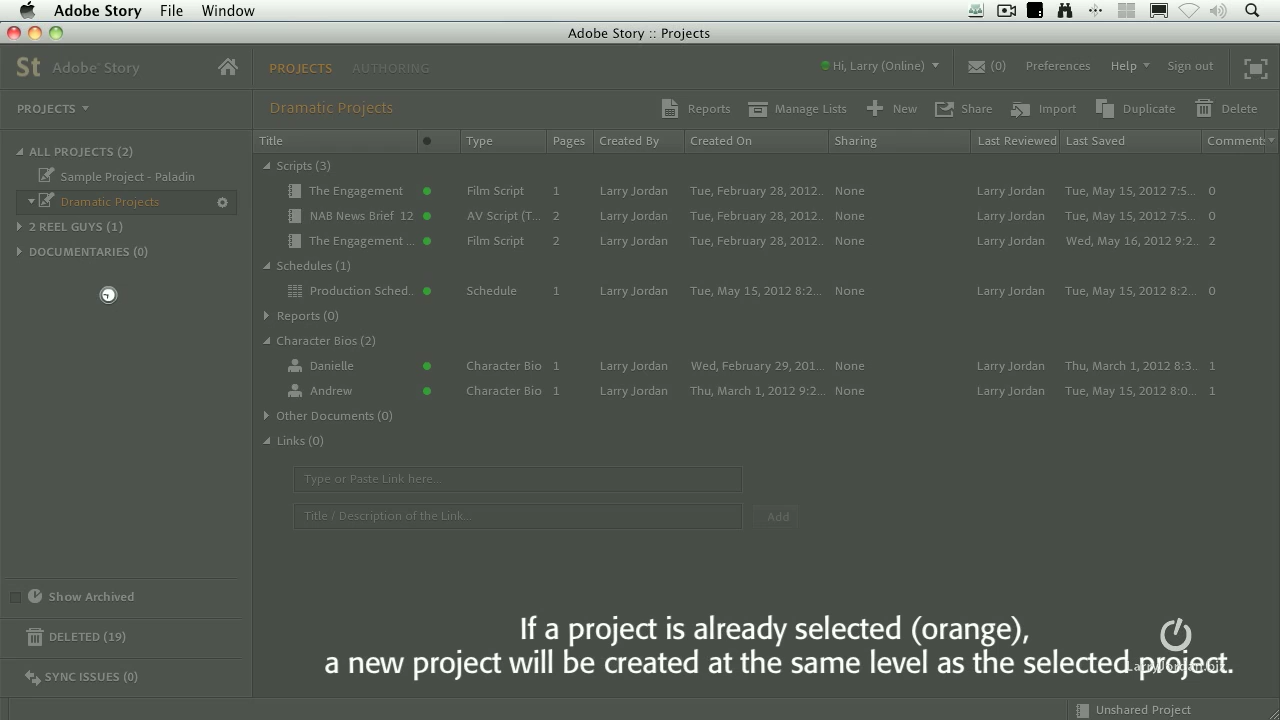 Adobe Story File Window
Adobe Story :: Projects
St Adobe Story
PROJECTS AUTHORING
Hi, Larry (Online) (0) Preferences Help Sign out
PROJECTS
Dramatic Projects
Reports Manage Lists New Share Import Duplicate Delete
Title Type Pages Created By Created On Sharing Last Reviewed Last Saved Comment
ALL PROJECTS (2)
Sample Project - Paladin
Dramatic Projects
2 REEL GUYS (1)
DOCUMENTARIES (0)
Scripts (3)
The Engagement Film Script 1 Larry Jordan Tue, February 28, 2012.. None Larry Jordan Tue, May 15, 2012 7:5... 0
NAB News Brief 12 AV Script (T... 2 Larry Jordan Tue, February 28, 2012.. None Larry Jordan Tue, May 15, 2012 7:5... 0
The Engagement ... Film Script 2 Larry Jordan Tue, February 28, 2012.. None Larry Jordan Wed, May 16, 2012 9:2... 2
Schedules (1)
Production Sched.. Schedule 1 Larry Jordan Tue, May 15, 2012 8:2... None Larry Jordan Tue, May 15, 2012 8:2... 0
Reports (0)
Character Bios (2)
Danielle Character Bio 1 Larry Jordan Wed, February 29, 201... None Larry Jordan Thu, March 1, 2012 8:3.. 1
Andrew Character Bio 1 Larry Jordan Thu, March 1, 2012 9:2... None Larry Jordan Tue, May 15, 2012 8:0... 1
Other Documents (0)
Links (0)
Type or Paste Link here...
Title / Description of the Link... Add
Show Archived
DELETED (19)
SYNC ISSUES (0)
If a project is already selected (orange),
a new project will be created at the same level as the selected project.
Unshared Project